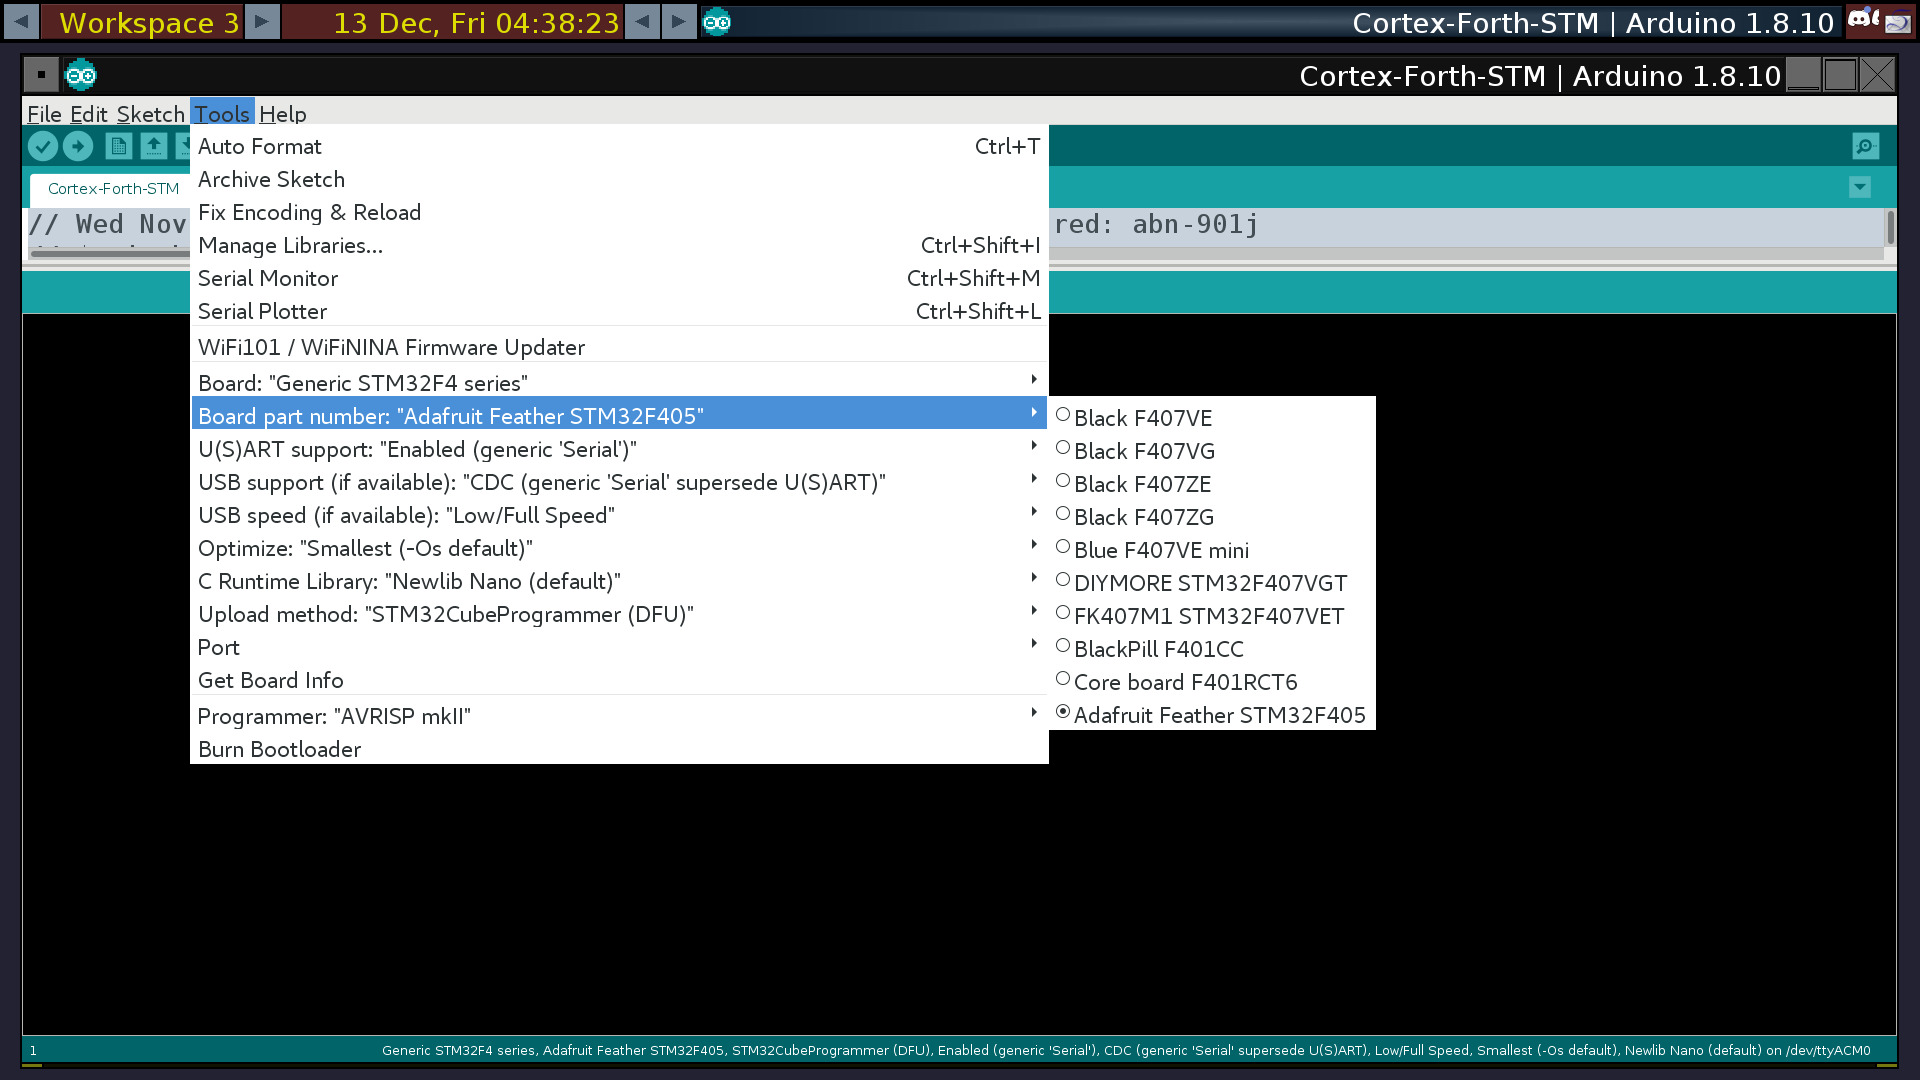 Workspace 3
13 Dec, Fri 04:38:23
Cortex-Forth-STM | Arduino 1.8.10
Cortex-Forth-STM | Arduino 1.8.10
File Edit Sketch Tools Help
Cortex-Forth-STM
// Wed Nov
red: abn-901j
Auto Format Ctrl+T
Archive Sketch
Fix Encoding & Reload
Manage Libraries... Ctrl+Shift+I
Serial Monitor Ctrl+Shift+M
Serial Plotter Ctrl+Shift+L
WiFi101 / WiFiNINA Firmware Updater
Board: "Generic STM32F4 series"
Board part number: "Adafruit Feather STM32F405"
U(S)ART support: "Enabled (generic 'Serial')"
USB support (if available): "CDC (generic 'Serial' supersede U(S)ART)"
USB speed (if available): "Low/Full Speed"
Optimize: "Smallest (-Os default)"
C Runtime Library: "Newlib Nano (default)"
Upload method: "STM32CubeProgrammer (DFU)"
Port
Get Board Info
Programmer: "AVRISP mkII"
Burn Bootloader
Black F407VE
Black F407VG
Black F407ZE
Black F407ZG
Blue F407VE mini
DIYMORE STM32F407VGT
FK407M1 STM32F407VET
BlackPill F401CC
Core board F401RCT6
Adafruit Feather STM32F405
1
Generic STM32F4 series, Adafruit Feather STM32F405, STM32CubeProgrammer (DFU), Enabled (generic 'Serial'), CDC (generic 'Serial' supersede U(S)ART), Low/Full Speed, Smallest (-Os default), Newlib Nano (default) on /dev/ttyACM0